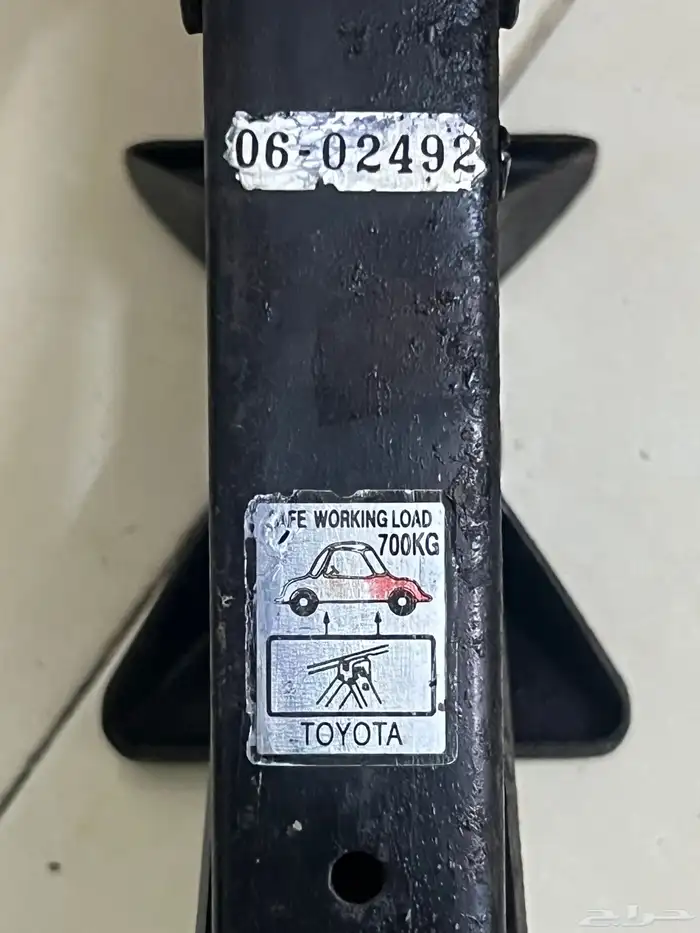 06-02492
AFE WORKING LOAD
700KG
TOYOTA
حراج